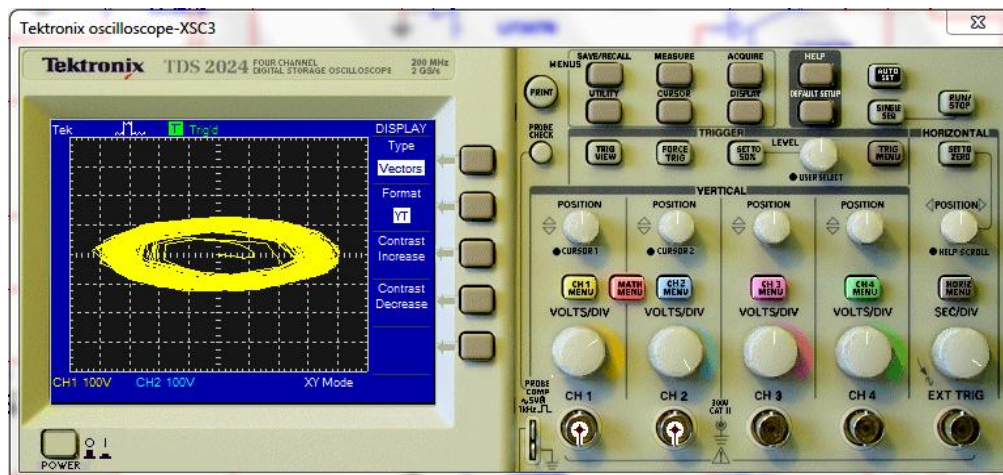 Tektronix oscilloscope-XSC3
Tektronix TDS 2024 FOUR CHANNEL DIGITAL STORAGE OSCILLOSCOPE 200 MHz 2 GS/s
Tek T Trig'd DISPLAY
Type
Vectors
Format
YT
Contrast
Increase
Contrast
Decrease
CH1 100V CH2 100V XY Mode
POWER
PRINT
MENUS
SAVE/RECALL MEASURE ACQUIRE HELP
UTILITY CURSOR DISPLAY DEFAULT SETUP
AUTO SET
SINGLE SEQ
RUN/ STOP
PROBE CHECK
TRIGGER
HORIZONTAL
TRIG VIEW
FORCE TRIG
SET TO 50%
LEVEL
USER SELECT
TRIG MENU
SET TO ZERO
VERTICAL
POSITION POSITION POSITION POSITION POSITION
CURSOR 1 CURSOR 2 HELP SCROLL
CH 1 MENU
MATH MENU
CH 2 MENU
CH 3 MENU
CH 4 MENU
HORIZ MENU
VOLTS/DIV VOLTS/DIV VOLTS/DIV VOLTS/DIV SEC/DIV
PROBE COMP
~5V@
1kHz
CH 1 CH 2 CH 3 CH 4 EXT TRIG
300V
CAT II